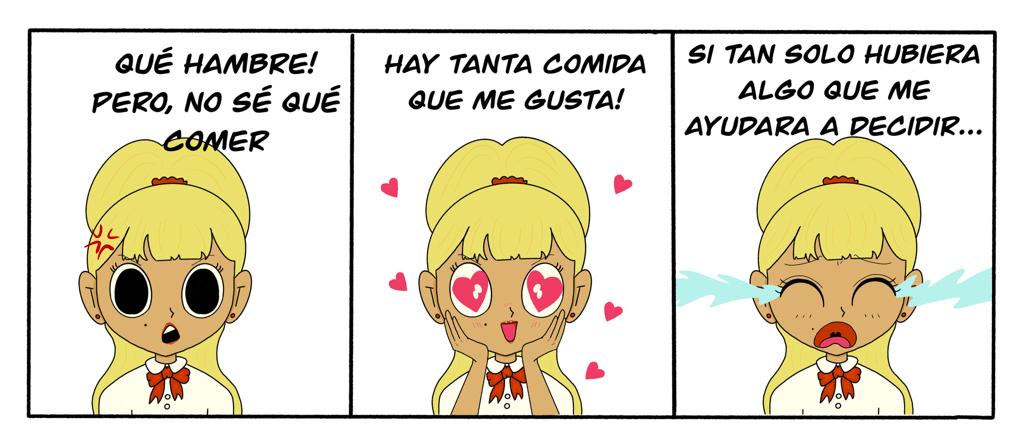 QUÉ HAMBRE!
PERO, NO SÉ QUÉ
COMER
HAY TANTA COMIDA
QUE ME GUSTA!
SI TAN SOLO HUBIERA
ALGO QUE ME
AYUDARA A DECIDIR...